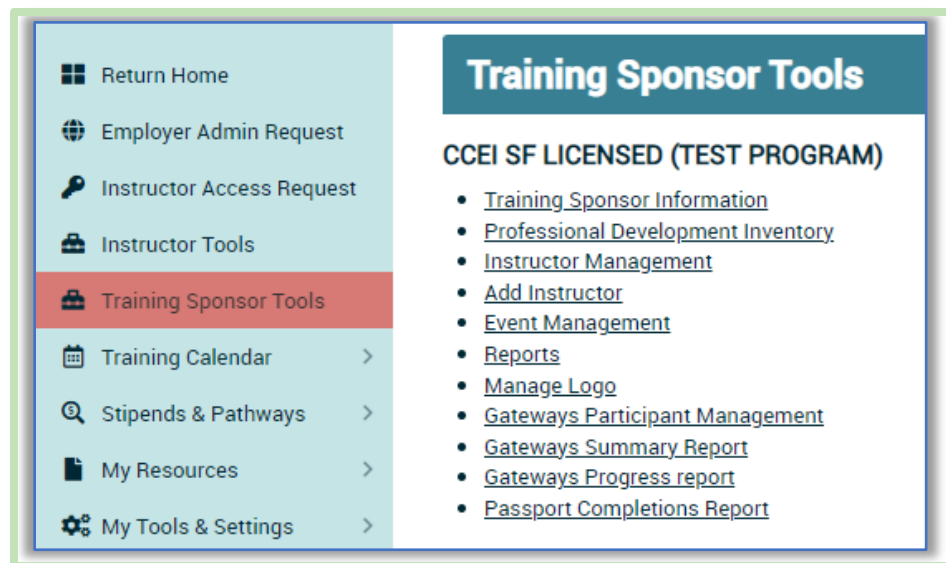 Return Home
Employer Admin Request
Instructor Access Request
Instructor Tools
Training Sponsor Tools
Training Calendar
Stipends & Pathways
My Resources
My Tools & Settings
Training Sponsor Tools
CCEI SF LICENSED (TEST PROGRAM)
Training Sponsor Information
Professional Development Inventory
Instructor Management
Add Instructor
Event Management
Reports
Manage Logo
Gateways Participant Management
Gateways Summary Report
Gateways Progress report
Passport Completions Report